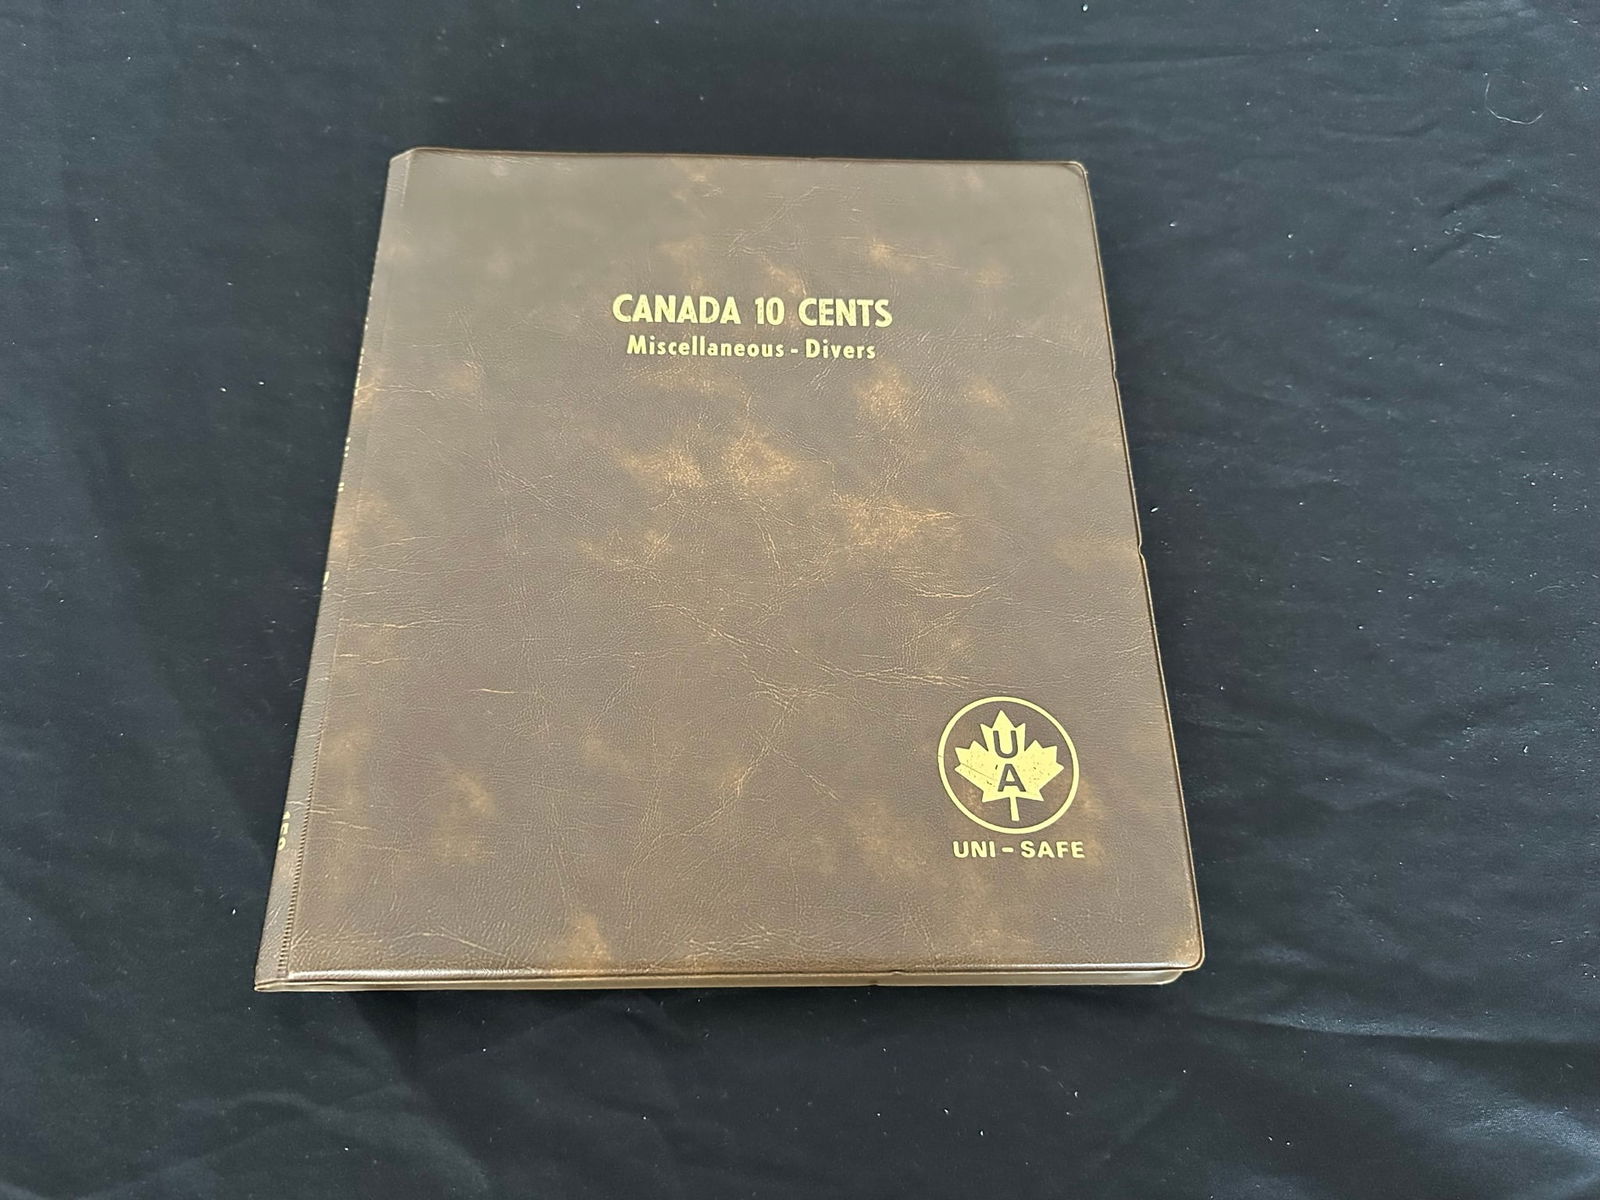 CANADA 10 CENTS
Miscellaneous - Divers
U
A
UNI - SAFE